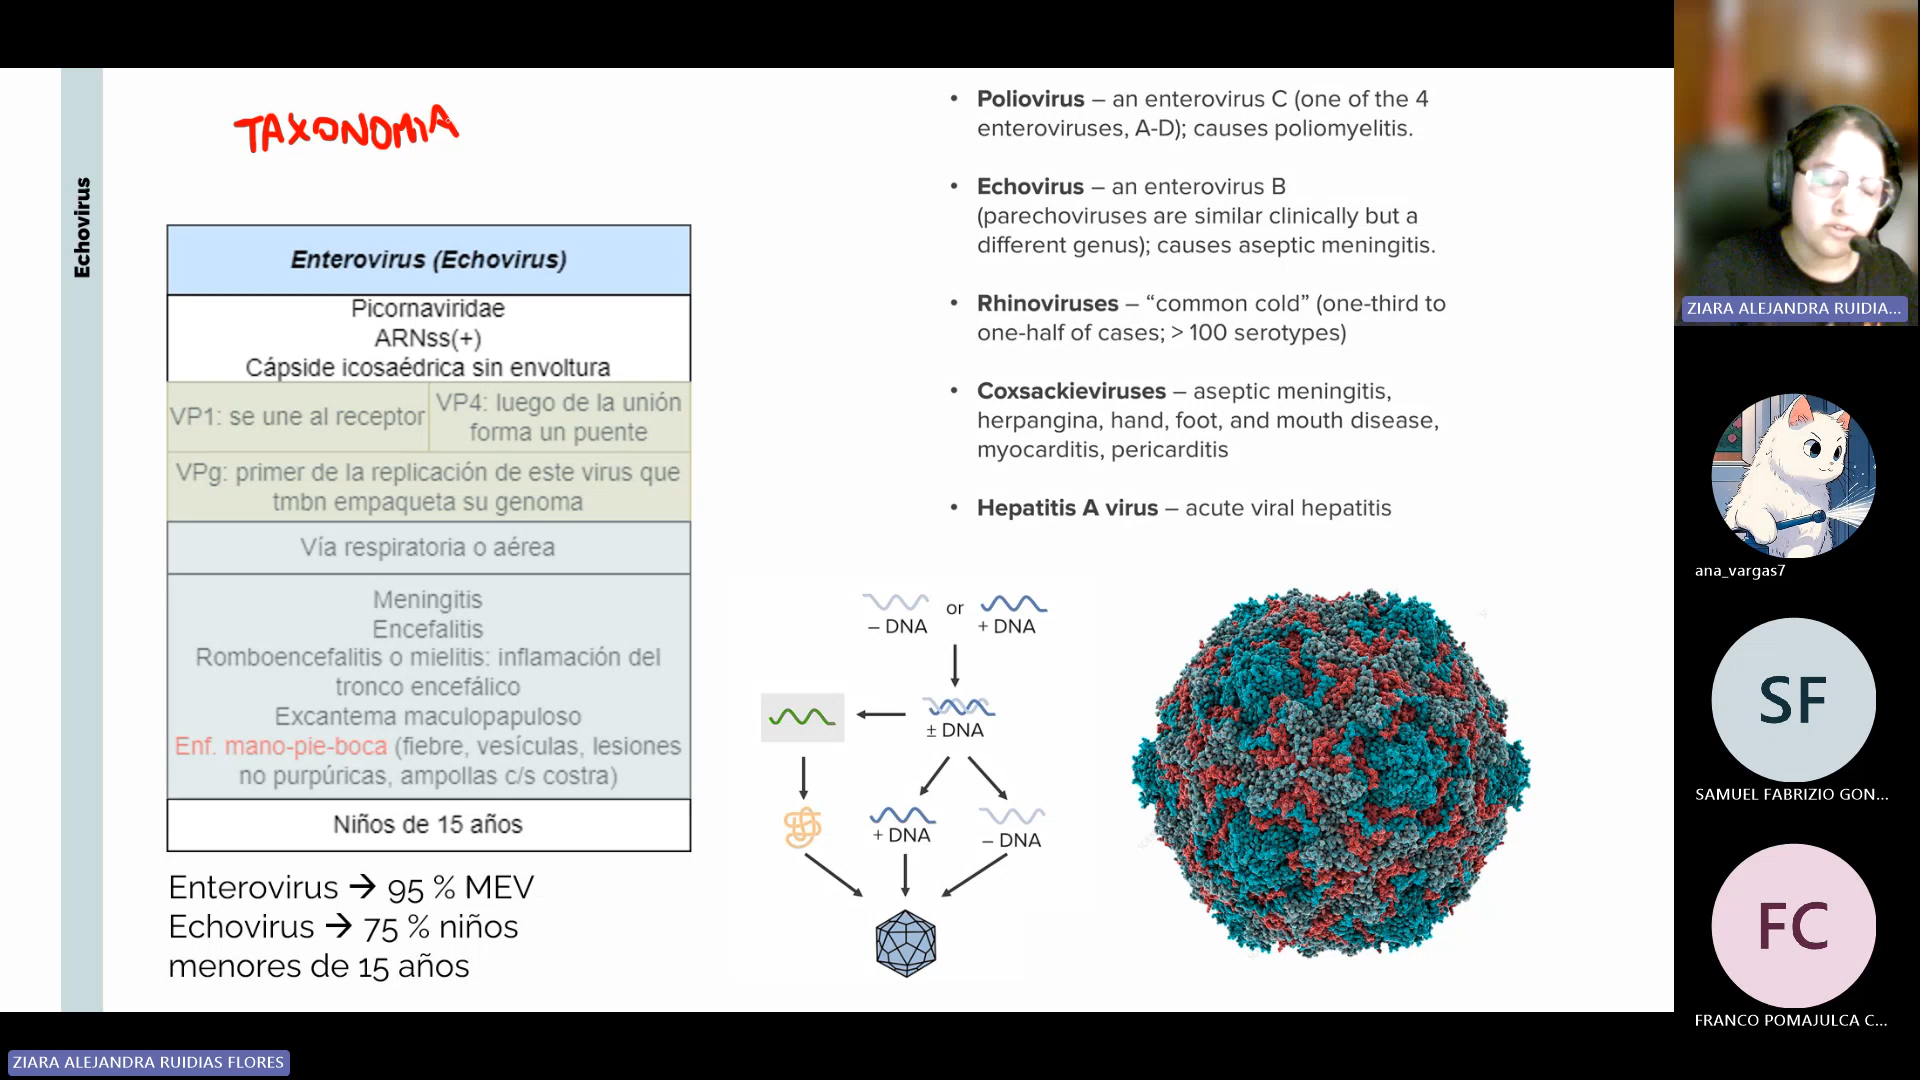 Echovirus
TAXONOMIA
Enterovirus (Echovirus)
Picornaviridae
ARNss(+)
Cápside icosaédrica sin envoltura
VP1: se une al receptor
VP4: luego de la unión
forma un puente
VPg: primer de la replicación de este virus que
tmbn empaqueta su genoma
Vía respiratoria o aérea
Meningitis
Encefalitis
Romboencefalitis o mielitis: inflamación del
tronco encefálico
Excantema maculopapuloso
Enf. mano-pie-boca (fiebre, vesículas, lesiones
no purpúricas, ampollas c/s costra)
Niños de 15 años
Enterovirus → 95 % MEV
Echovirus → 75 % niños
menores de 15 años
• Poliovirus – an enterovirus C (one of the 4
enteroviruses, A-D); causes poliomyelitis.
• Echovirus – an enterovirus B
(parechoviruses are similar clinically but a
different genus); causes aseptic meningitis.
• Rhinoviruses – “common cold” (one-third to
one-half of cases; > 100 serotypes)
• Coxsackieviruses – aseptic meningitis,
herpangina, hand, foot, and mouth disease,
myocarditis, pericarditis
• Hepatitis A virus – acute viral hepatitis
– DNA or + DNA
± DNA
+ DNA
– DNA
ZIARA ALEJANDRA RUIDIA...
ana_vargas7
SF
SAMUEL FABRIZIO GON...
FC
FRANCO POMAJULCA C...
ZIARA ALEJANDRA RUIDIAS FLORES